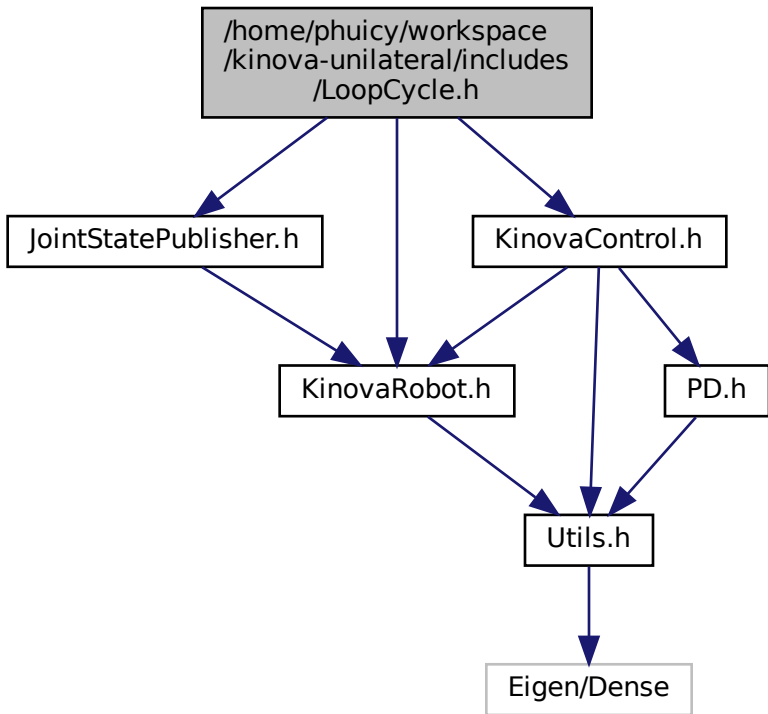 /home/phuicy/workspace
/kinova-unilateral/includes
/LoopCycle.h
JointStatePublisher.h
KinovaControl.h
KinovaRobot.h
PD.h
Utils.h
Eigen/Dense